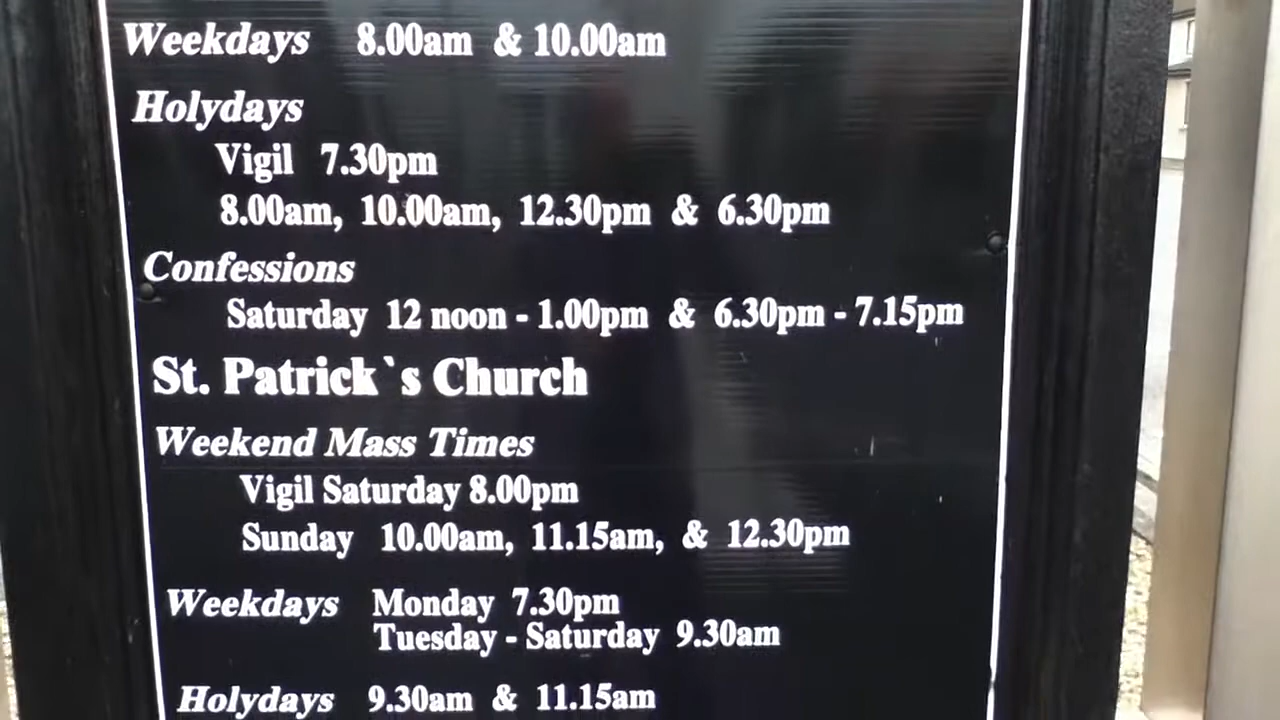 Weekdays 8.00am & 10.00am
Holydays
Vigil 7.30pm
8.00am, 10.00am, 12.30pm & 6.30pm
Confessions
Saturday 12 noon - 1.00pm & 6.30pm - 7.15pm
St. Patrick`s Church
Weekend Mass Times
Vigil Saturday 8.00pm
Sunday 10.00am, 11.15am, & 12.30pm
Weekdays Monday 7.30pm
Tuesday - Saturday 9.30am
Holydays 9.30am & 11.15am